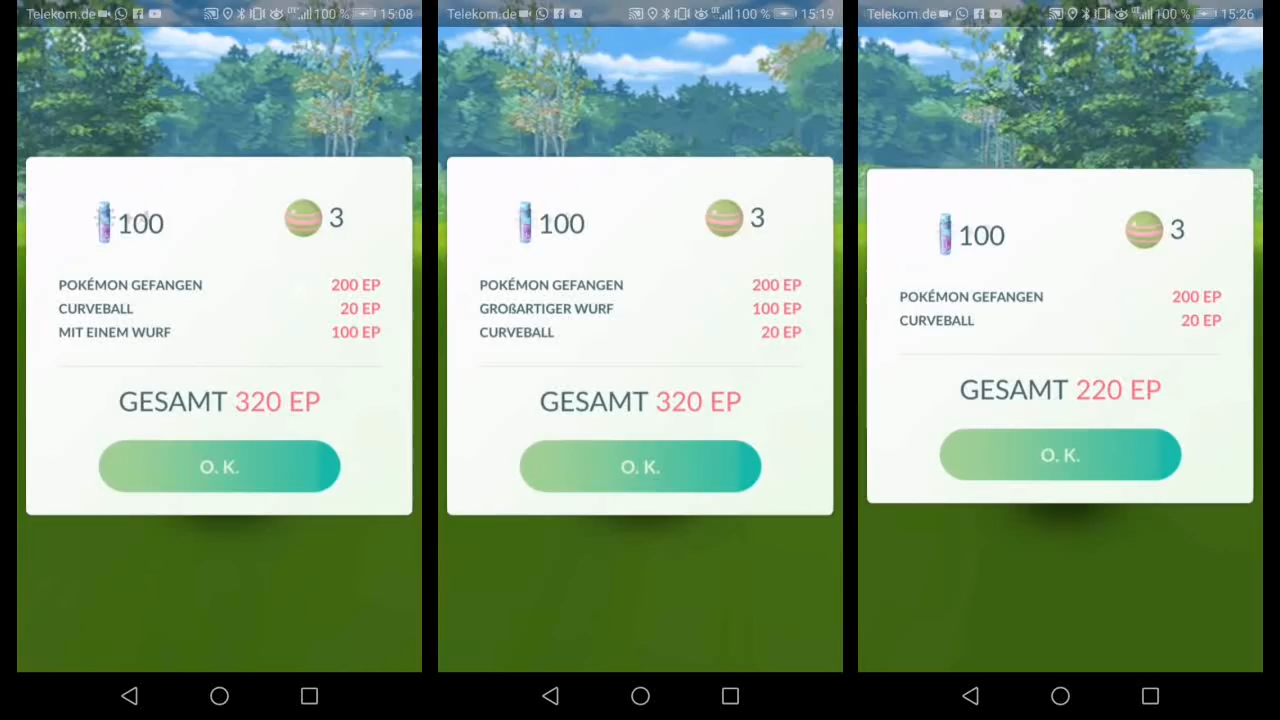 Telekom.de 100 % 15:08
100 3
POKÉMON GEFANGEN 200 EP
CURVEBALL 20 EP
MIT EINEM WURF 100 EP
GESAMT 320 EP
O. K.
Telekom.de 100 % 15:19
100 3
POKÉMON GEFANGEN 200 EP
GROßARTIGER WURF 100 EP
CURVEBALL 20 EP
GESAMT 320 EP
O. K.
Telekom.de 100 % 15:26
100 3
POKÉMON GEFANGEN 200 EP
CURVEBALL 20 EP
GESAMT 220 EP
O. K.